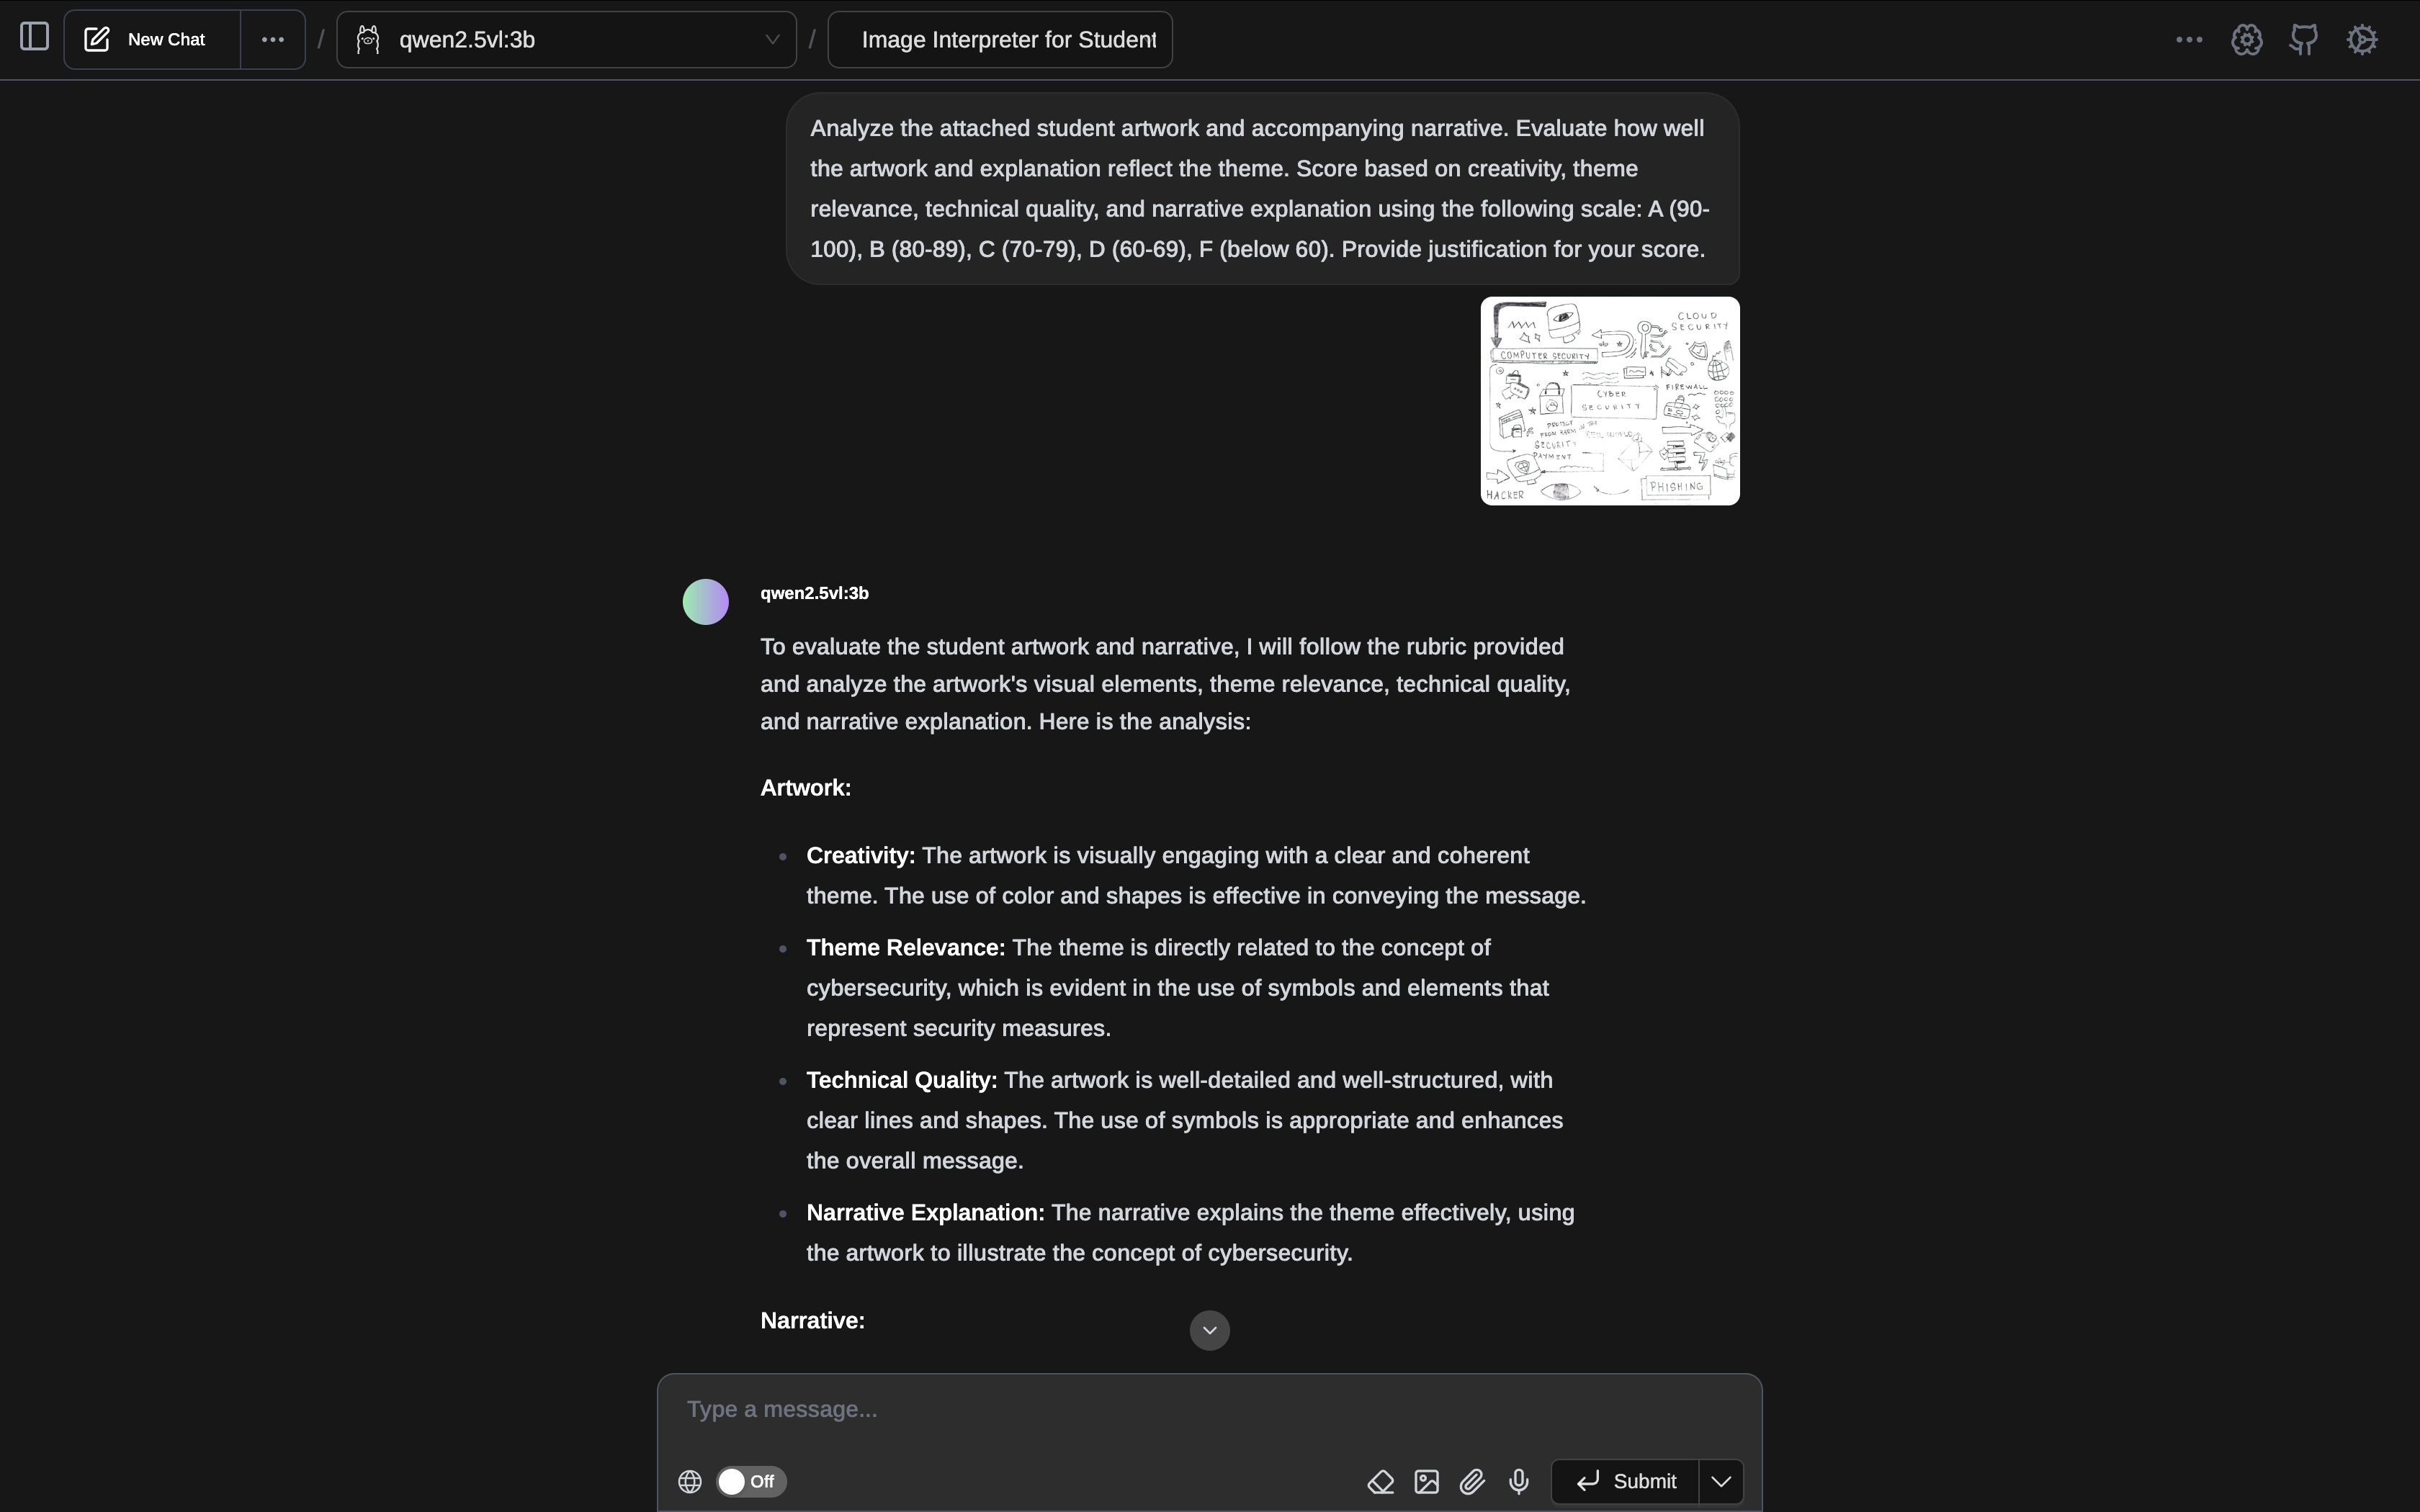 New Chat
qwen2.5vl:3b
Image Interpreter for Student
Analyze the attached student artwork and accompanying narrative. Evaluate how well
the artwork and explanation reflect the theme. Score based on creativity, theme
relevance, technical quality, and narrative explanation using the following scale: A (90-
100), B (80-89), C (70-79), D (60-69), F (below 60). Provide justification for your score.
CLOUD
SECURITY
COMPUTER SECURITY
FIREWALL
CYBER
SECURITY
PROTECT
FROM HARM IN THE
SECURITY
PAYMENT
PHISHING
HACKER
qwen2.5vl:3b
To evaluate the student artwork and narrative, I will follow the rubric provided
and analyze the artwork's visual elements, theme relevance, technical quality,
and narrative explanation. Here is the analysis:
Artwork:
Creativity: The artwork is visually engaging with a clear and coherent
theme. The use of color and shapes is effective in conveying the message.
Theme Relevance: The theme is directly related to the concept of
cybersecurity, which is evident in the use of symbols and elements that
represent security measures.
Technical Quality: The artwork is well-detailed and well-structured, with
clear lines and shapes. The use of symbols is appropriate and enhances
the overall message.
Narrative Explanation: The narrative explains the theme effectively, using
the artwork to illustrate the concept of cybersecurity.
Narrative:
Type a message...
Off
Submit